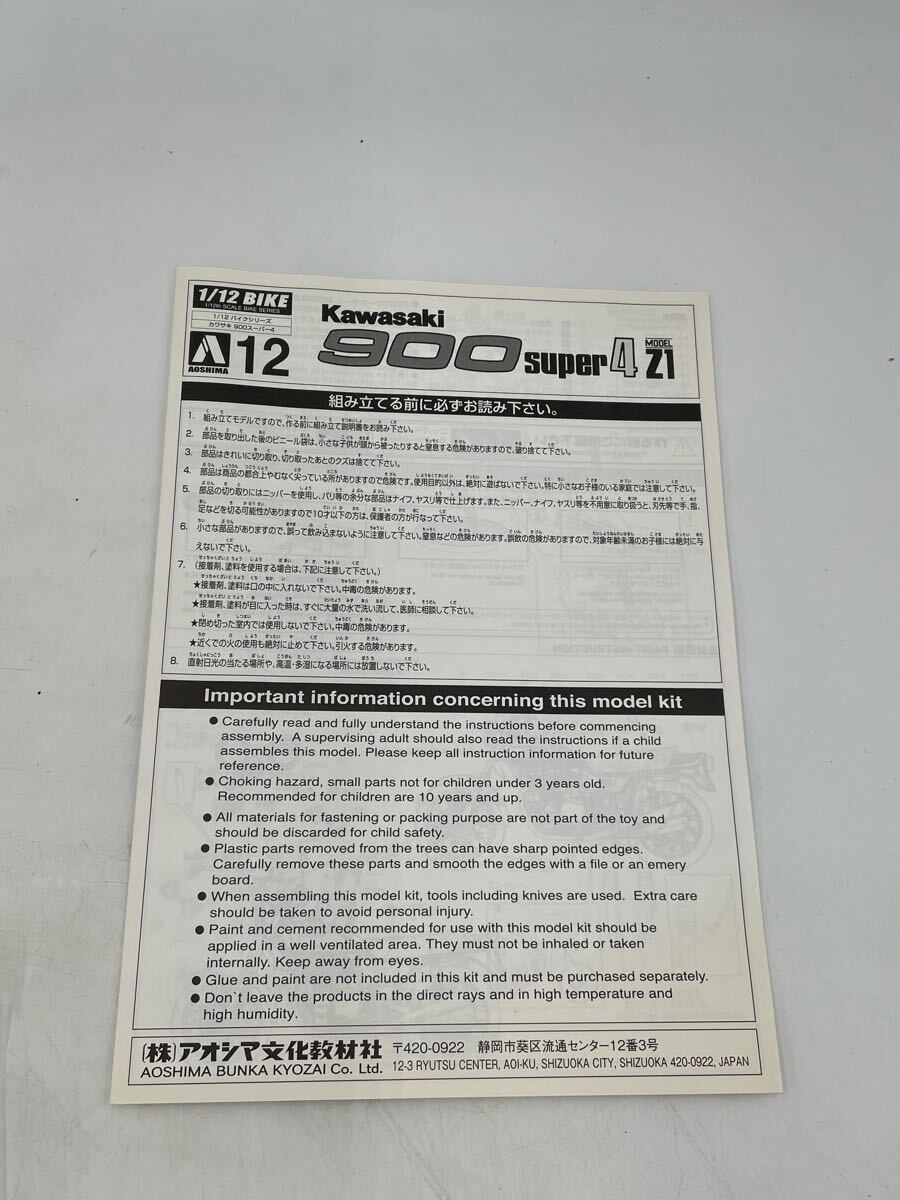 1/12 BIKE
1/12th SCALE BIKE SERIES
1/12 バイクシリーズ
カワサキ 900スーパー4
AOSHIMA
12
Kawasaki
900 super 4 MODEL Z1
組み立てる前に必ずお読み下さい。
1. 組み立てモデルですので、作る前に組み立て説明書をお読み下さい。
2. 部品を取り出した後のビニール袋は、小さな子供が頭から被ったりすると窒息する危険がありますので、破り捨てて下さい。
3. 部品はきれいに切り取り、切り取ったあとのクズは捨てて下さい。
4. 部品は商品の都合上やむなく尖っている所がありますので危険です。使用目的以外は、絶対に遊ばないで下さい。特に小さなお子様のいる家庭では注意して下さい。
5. 部品の切り取りにはニッパーを使用し、バリ等の余分な部品はナイフ、ヤスリ等で仕上げます。また、ニッパー、ナイフ、ヤスリ等を不用意に取り扱うと、刃先等で手、指、
足などを切る可能性がありますので10才以下の方は、保護者の方が行なって下さい。
6. 小さな部品がありますので、誤って飲み込まないように注意して下さい。窒息などの危険があります。誤飲の危険がありますので、対象年齢未満のお子様には絶対に与
えないで下さい。
7. (接着剤、塗料を使用する場合は、下記に注意して下さい。)
★接着剤、塗料は口の中に入れないで下さい。中毒の危険があります。
★接着剤、塗料が目に入った時は、すぐに大量の水で洗い流して、医師に相談して下さい。
★閉め切った室内では使用しないで下さい。中毒の危険があります。
★近くでの火の使用も絶対に止めて下さい。引火する危険があります。
8. 直射日光の当たる場所や、高温・多湿になる場所には放置しないで下さい。
Important information concerning this model kit
● Carefully read and fully understand the instructions before commencing
assembly. A supervising adult should also read the instructions if a child
assembles this model. Please keep all instruction information for future
reference.
● Choking hazard, small parts not for children under 3 years old.
Recommended for children are 10 years and up.
● All materials for fastening or packing purpose are not part of the toy and
should be discarded for child safety.
● Plastic parts removed from the trees can have sharp pointed edges.
Carefully remove these parts and smooth the edges with a file or an emery
board.
● When assembling this model kit, tools including knives are used. Extra care
should be taken to avoid personal injury.
● Paint and cement recommended for use with this model kit should be
applied in a well ventilated area. They must not be inhaled or taken
internally. Keep away from eyes.
● Glue and paint are not included in this kit and must be purchased separately.
● Don`t leave the products in the direct rays and in high temperature and
high humidity.
(株)アオシマ文化教材社 〒420-0922 静岡市葵区流通センター12番3号
AOSHIMA BUNKA KYOZAI Co. Ltd. 12-3 RYUTSU CENTER, AOI-KU, SHIZUOKA CITY, SHIZUOKA 420-0922, JAPAN